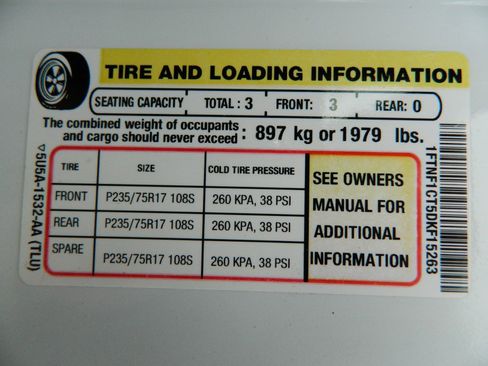 TIRE AND LOADING INFORMATION
SEATING CAPACITY TOTAL : 3 FRONT: 3 REAR: 0
The combined weight of occupants
and cargo should never exceed : 897 kg or 1979 lbs.
TIRE SIZE COLD TIRE PRESSURE
FRONT P235/75R17 108S 260 KPA, 38 PSI
REAR P235/75R17 108S 260 KPA, 38 PSI
SPARE P235/75R17 108S 260 KPA, 38 PSI
SEE OWNERS
MANUAL FOR
ADDITIONAL
INFORMATION
▽5U5A-1532-AA (TLU)
1FTNF1CT5DKF15263